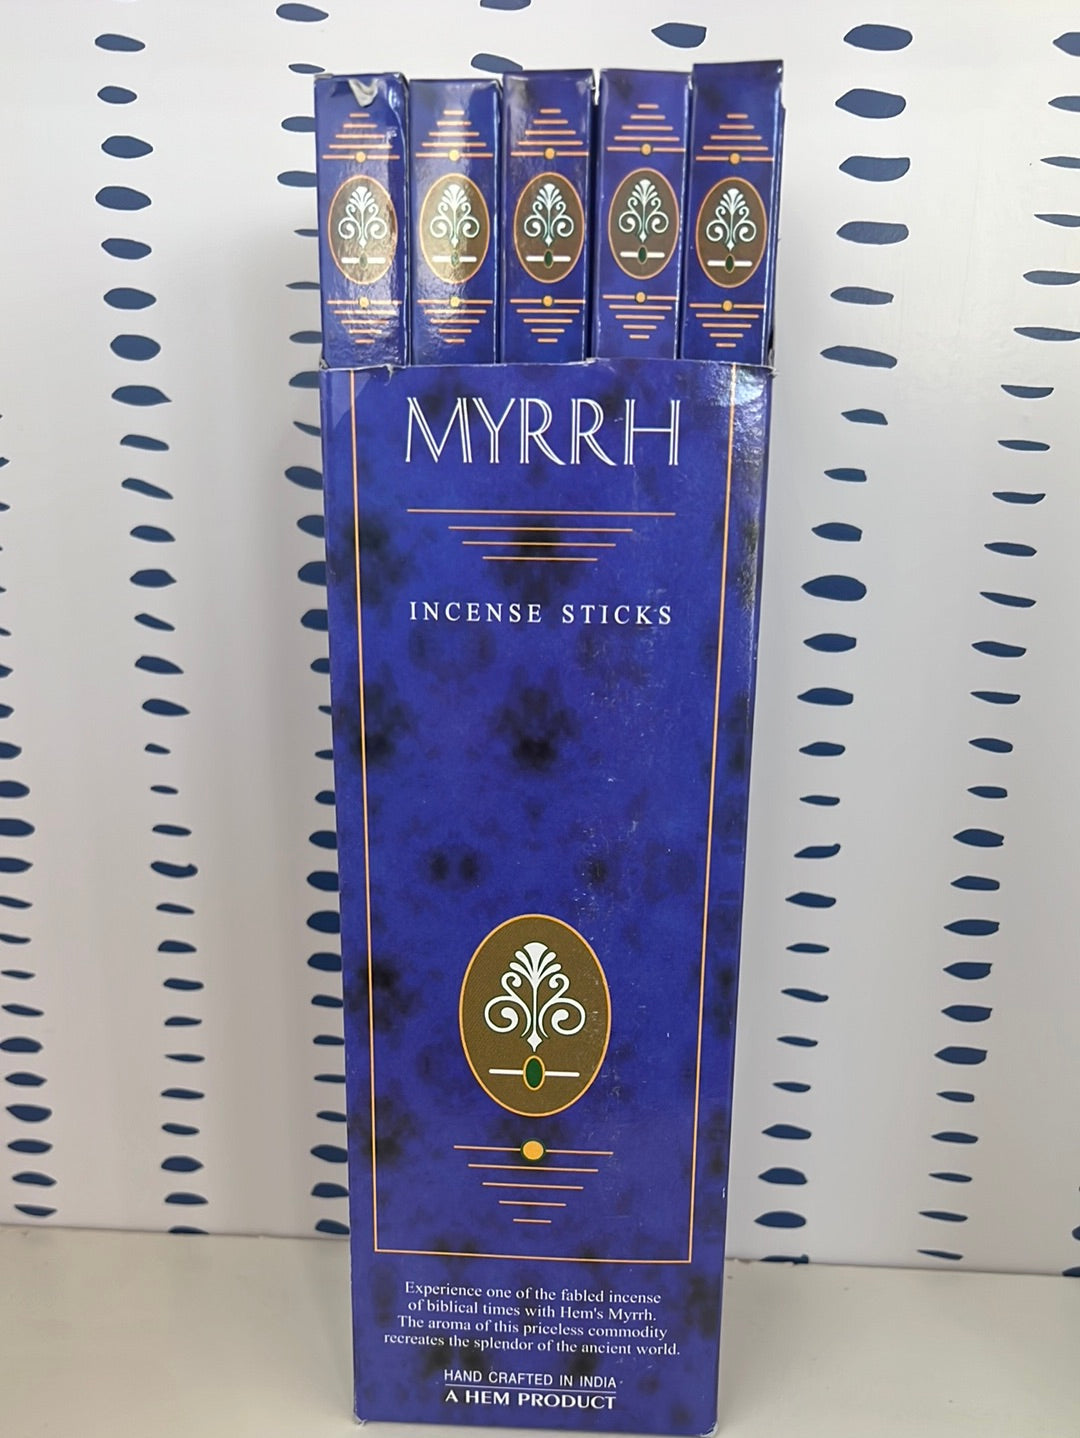 MYRRH
INCENSE STICKS
Experience one of the fabled incense
of biblical times with Hem's Myrrh.
The aroma of this priceless commodity
recreates the splendor of the ancient world.
HAND CRAFTED IN INDIA
A HEM PRODUCT